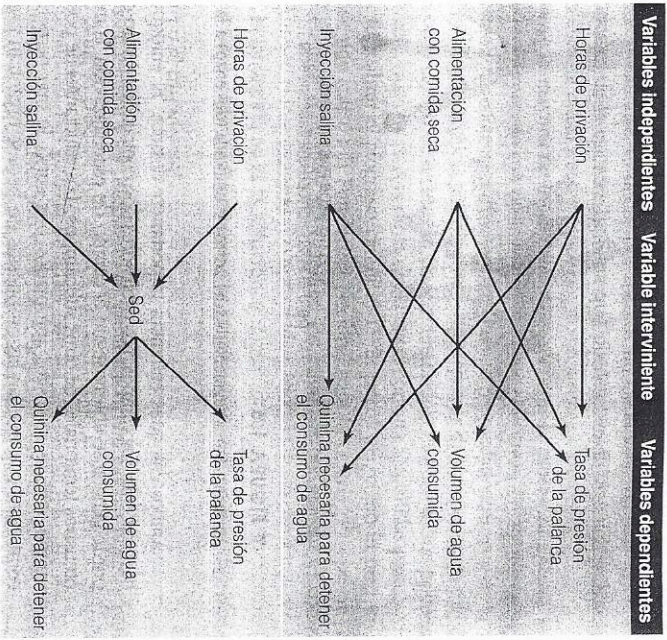 Variables independientes Variable interviniente Variables dependientes
Horas de privación
Tasa de presión
de la palanca
Alimentación
con comida seca
Volumen de agua
consumida
Inyección salina
Quinina necesaria para detener
el consumo de agua
Horas de privación
Tasa de presión
de la palanca
Alimentación
con comida seca
Sed
Volumen de agua
consumida
Inyección salina
Quinina necesaria para detener
el consumo de agua